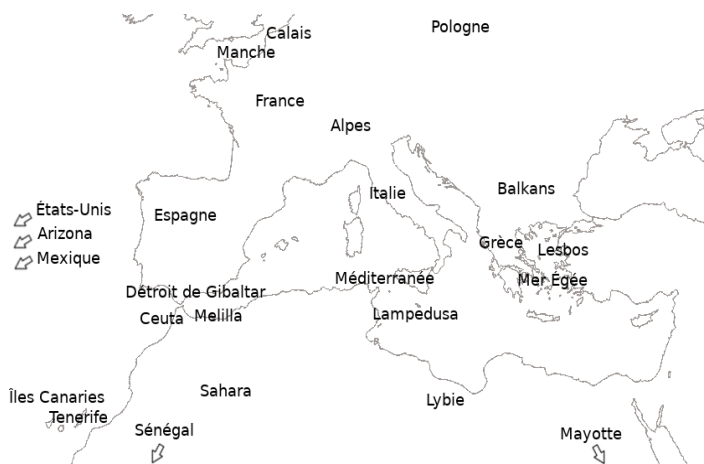 Calais
Pologne
Manche
France
Alpes
États-Unis
Arizona
Mexique
Espagne
Italie
Balkans
Grèce
Lesbos
Mer Égée
Méditerranée
Détroit de Gibaltar
Ceuta
Melilla
Lampedusa
Îles Canaries
Tenerife
Sahara
Lybie
Sénégal
Mayotte